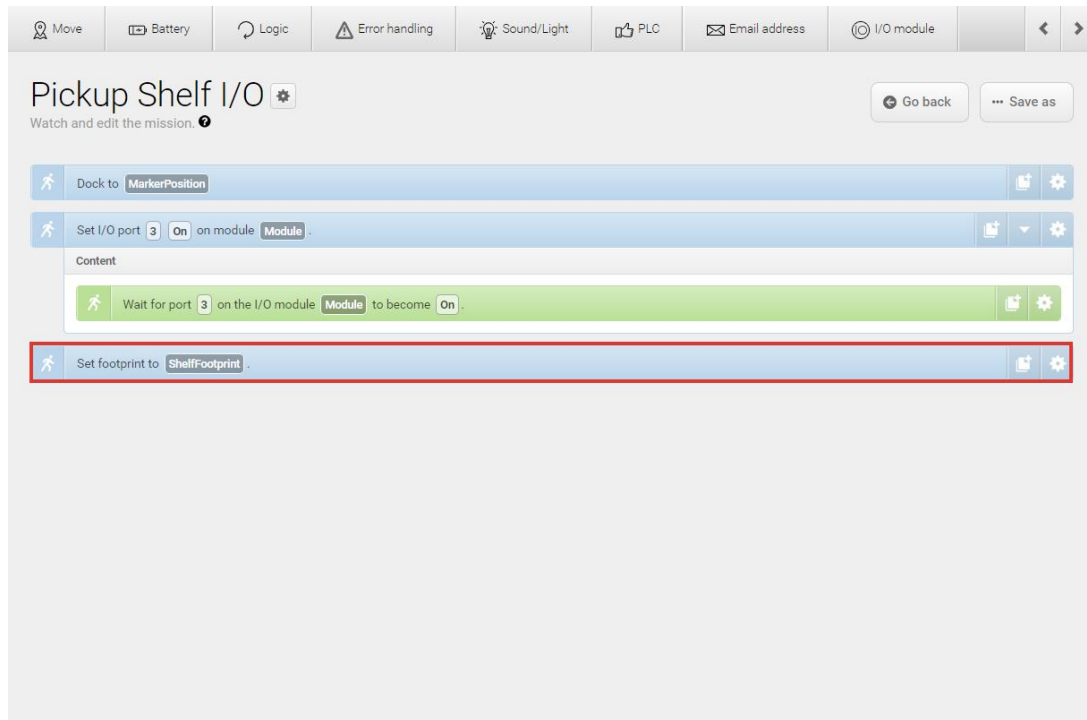 Move Battery Logic Error handling Sound/Light PLC Email address I/O module
Pickup Shelf I/O
Go back Save as
Watch and edit the mission.
Dock to MarkerPosition
Set I/O port 3 On on module Module .
Content
Wait for port 3 on the I/O module Module to become On .
Set footprint to ShelfFootprint .